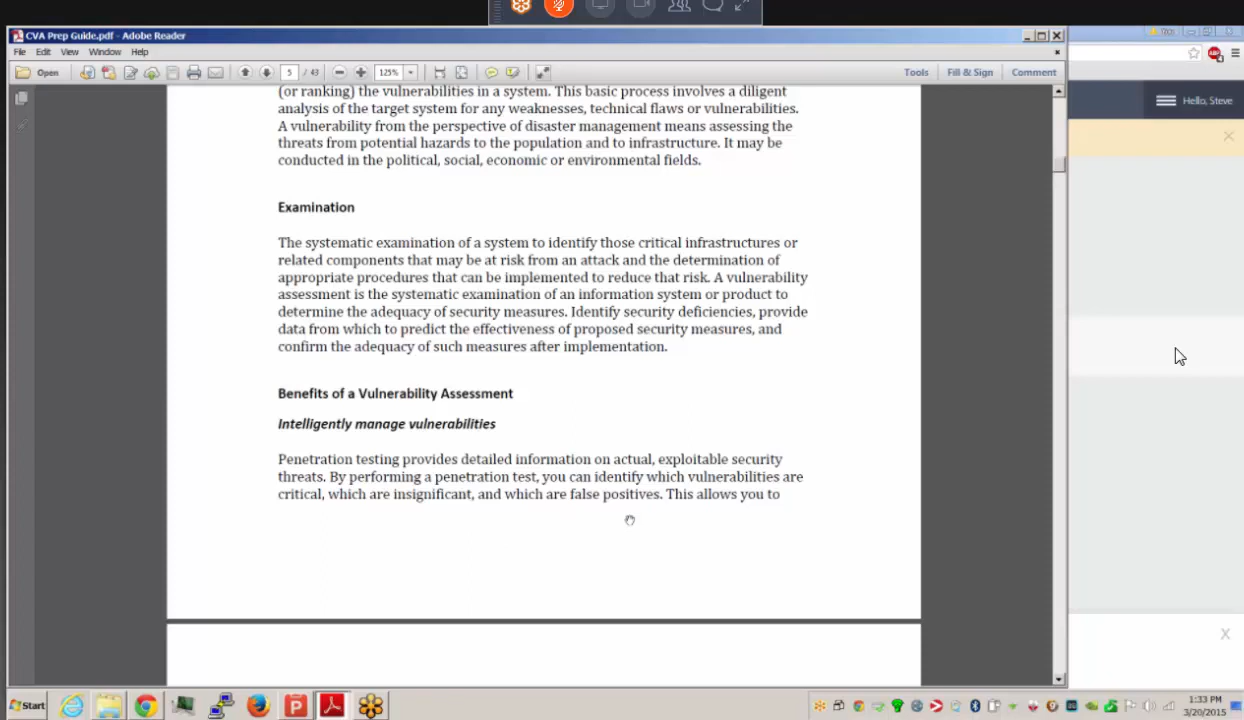 CVA Prep Guide.pdf - Adobe Reader
File Edit View Window Help
Open 5 / 43 125% Tools Fill & Sign Comment
Hello, Steve
(or ranking) the vulnerabilities in a system. This basic process involves a diligent
analysis of the target system for any weaknesses, technical flaws or vulnerabilities.
A vulnerability from the perspective of disaster management means assessing the
threats from potential hazards to the population and to infrastructure. It may be
conducted in the political, social, economic or environmental fields.
Examination
The systematic examination of a system to identify those critical infrastructures or
related components that may be at risk from an attack and the determination of
appropriate procedures that can be implemented to reduce that risk. A vulnerability
assessment is the systematic examination of an information system or product to
determine the adequacy of security measures. Identify security deficiencies, provide
data from which to predict the effectiveness of proposed security measures, and
confirm the adequacy of such measures after implementation.
Benefits of a Vulnerability Assessment
Intelligently manage vulnerabilities
Penetration testing provides detailed information on actual, exploitable security
threats. By performing a penetration test, you can identify which vulnerabilities are
critical, which are insignificant, and which are false positives. This allows you to
Start
1:33 PM
3/20/2015